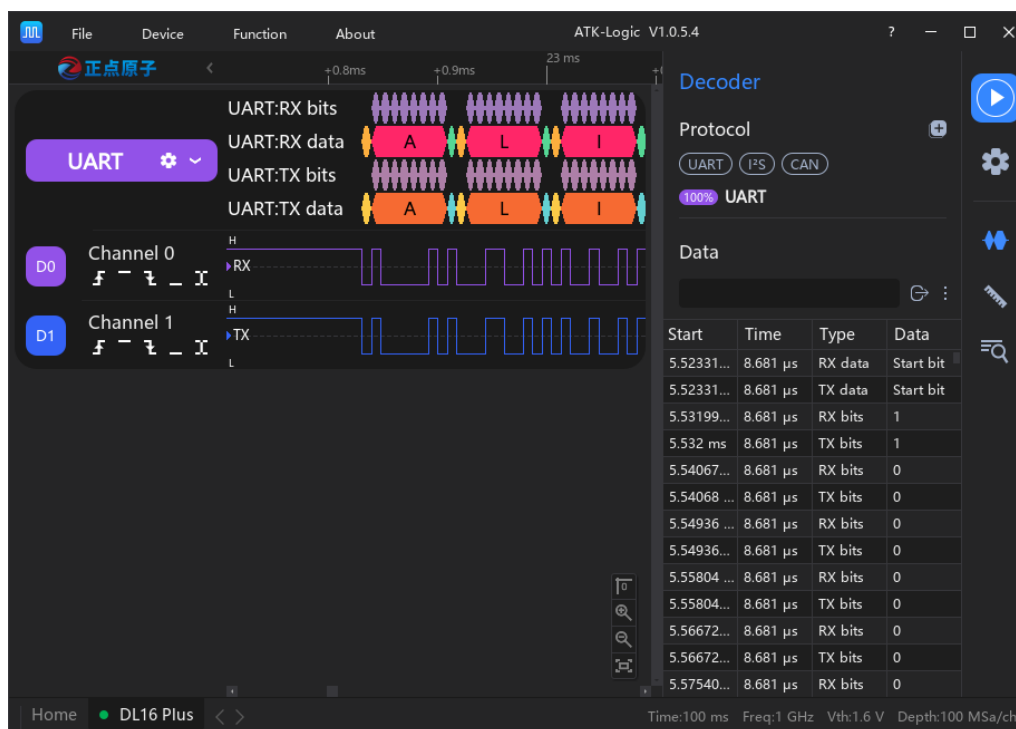 File Device Function About ATK-Logic V1.0.5.4 ?
正点原子 +0.8ms +0.9ms 23 ms
UART
UART:RX bits
UART:RX data A L I
UART:TX bits
UART:TX data A L I
D0 Channel 0 H RX L
D1 Channel 1 H TX L
Decoder
Protocol
UART I²S CAN
100% UART
Data
Start Time Type Data
5.52331... 8.681 μs RX data Start bit
5.52331... 8.681 μs TX data Start bit
5.53199... 8.681 μs RX bits 1
5.532 ms 8.681 μs TX bits 1
5.54067... 8.681 μs RX bits 0
5.54068 ... 8.681 μs TX bits 0
5.54936 ... 8.681 μs RX bits 0
5.54936... 8.681 μs TX bits 0
5.55804 ... 8.681 μs RX bits 0
5.55804... 8.681 μs TX bits 0
5.56672... 8.681 μs RX bits 0
5.56672... 8.681 μs TX bits 0
5.57540... 8.681 μs RX bits 0
Home DL16 Plus Time:100 ms Freq:1 GHz Vth:1.6 V Depth:100 MSa/ch